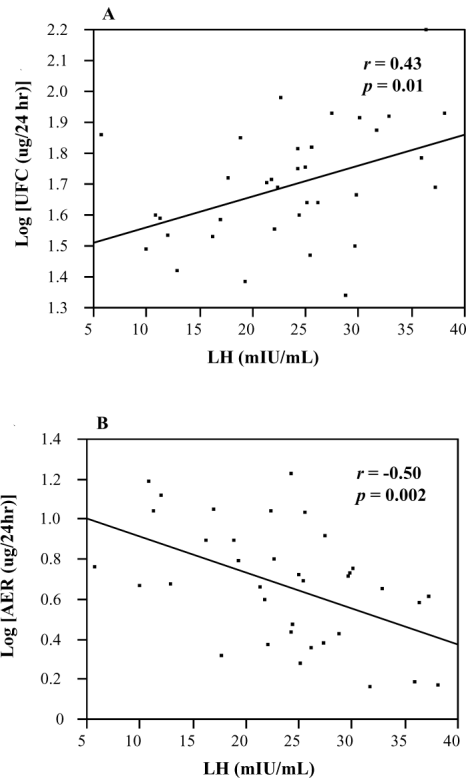 A
r = 0.43
p = 0.01
Log [UFC (ug/24 hr)]
2.2
2.1
2.0
1.9
1.8
1.7
1.6
1.5
1.4
1.3
5 10 15 20 25 30 35 40
LH (mIU/mL)
B
r = -0.50
p = 0.002
Log [AER (ug/24hr)]
1.4
1.2
1.0
0.8
0.6
0.4
0.2
0
5 10 15 20 25 30 35 40
LH (mIU/mL)